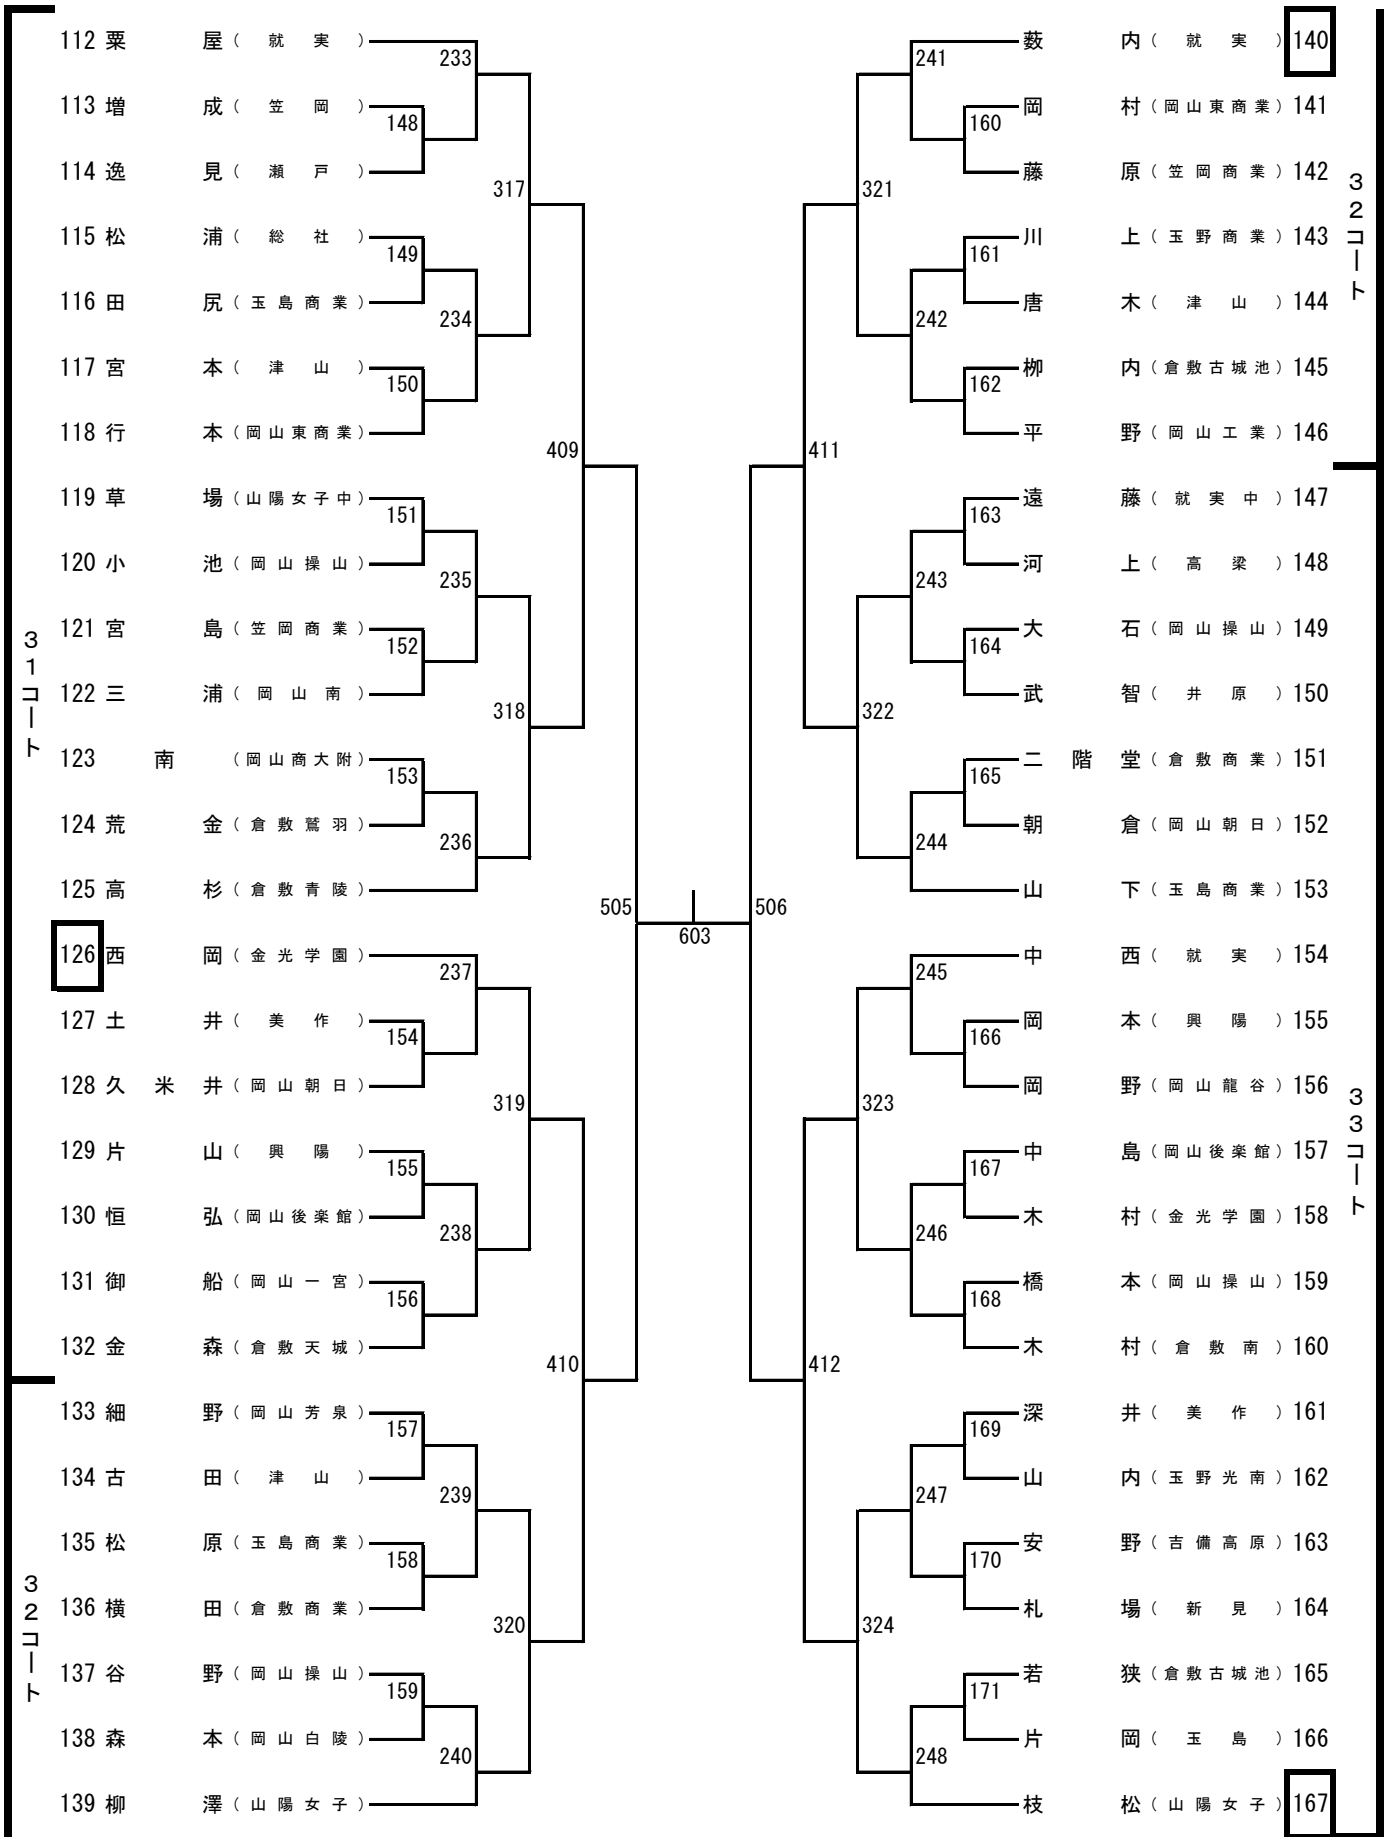 112 粟屋（就実）
233
113 増成（笠岡）
148
114 逸見（瀬戸）
317
115 松浦（総社）
149
116 田尻（玉島商業）
234
117 宮本（津山）
150
118 行本（岡山東商業）
409
119 草場（山陽女子中）
151
120 小池（岡山操山）
235
121 宮島（笠岡商業）
152
122 三浦（岡山南）
318
123 南（岡山商大附）
153
124 荒金（倉敷鷲羽）
236
125 高杉（倉敷青陵）
505
126 西岡（金光学園）
237
127 土井（美作）
154
128 久米井（岡山朝日）
319
129 片山（興陽）
155
130 恒弘（岡山後楽館）
238
131 御船（岡山一宮）
156
132 金森（倉敷天城）
410
133 細野（岡山芳泉）
157
134 古田（津山）
239
135 松原（玉島商業）
158
136 横田（倉敷商業）
320
137 谷野（岡山操山）
159
138 森本（岡山白陵）
240
139 柳澤（山陽女子）
31コート
32コート
603
薮内（就実）140
241
岡村（岡山東商業）141
160
藤原（笠岡商業）142
321
川上（玉野商業）143
161
唐木（津山）144
242
栁内（倉敷古城池）145
162
平野（岡山工業）146
411
遠藤（就実中）147
163
河上（高梁）148
243
大石（岡山操山）149
164
武智（井原）150
322
二階堂（倉敷商業）151
165
朝倉（岡山朝日）152
244
山下（玉島商業）153
506
中西（就実）154
245
岡本（興陽）155
166
岡野（岡山龍谷）156
323
中島（岡山後楽館）157
167
木村（金光学園）158
246
橋本（岡山操山）159
168
木村（倉敷南）160
412
深井（美作）161
169
山内（玉野光南）162
247
安野（吉備高原）163
170
札場（新見）164
324
若狭（倉敷古城池）165
171
片岡（玉島）166
248
枝松（山陽女子）167
32コート
33コート